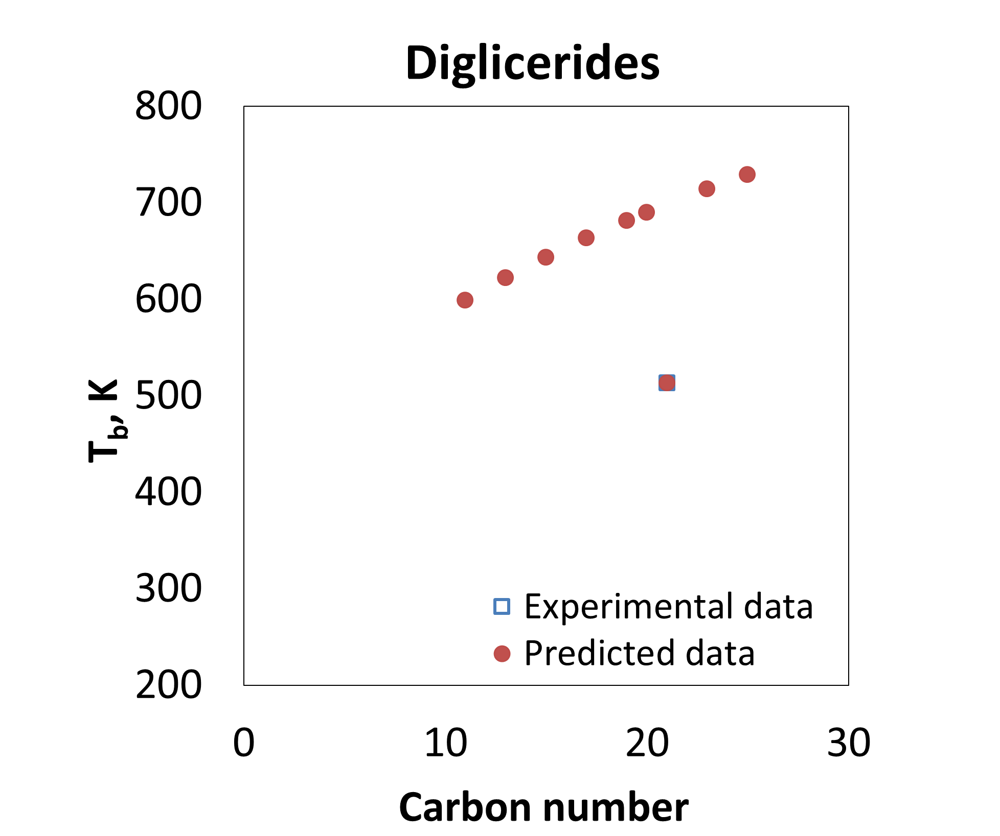 Diglicerides
800
700
600
500
400
300
200
Tb, K
Experimental data
Predicted data
0 10 20 30
Carbon number